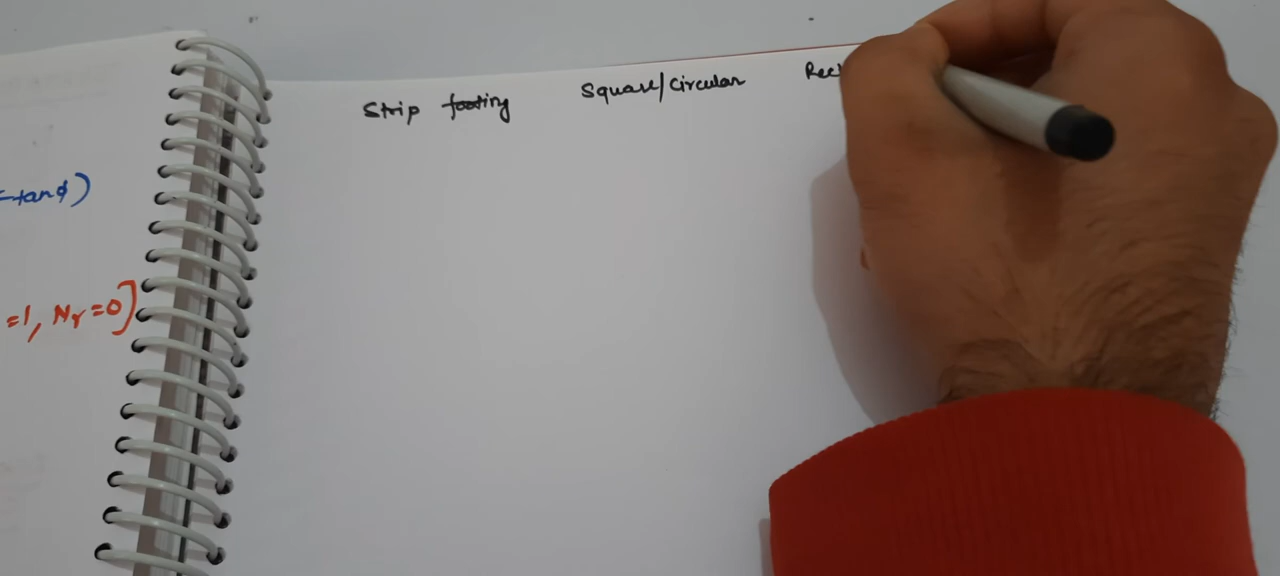 -tanϕ)
=1, Nγ=0]
Strip footing Square/Circular